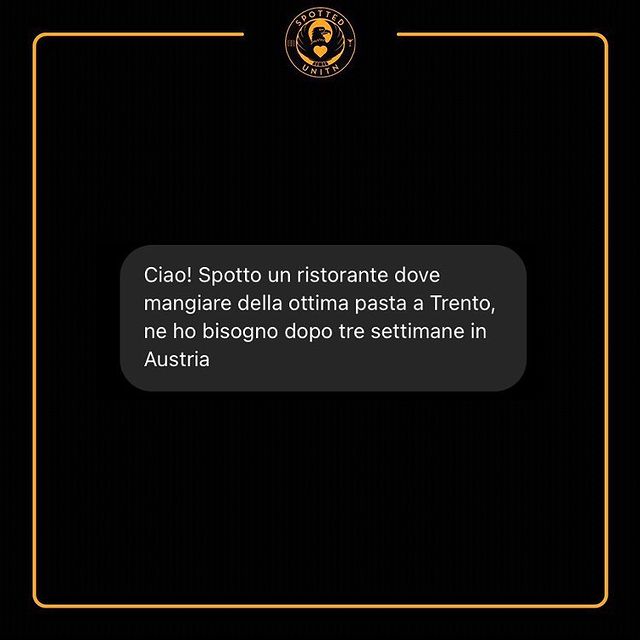 SPOTTED
UNITN
Ciao! Spotto un ristorante dove
mangiare della ottima pasta a Trento,
ne ho bisogno dopo tre settimane in
Austria